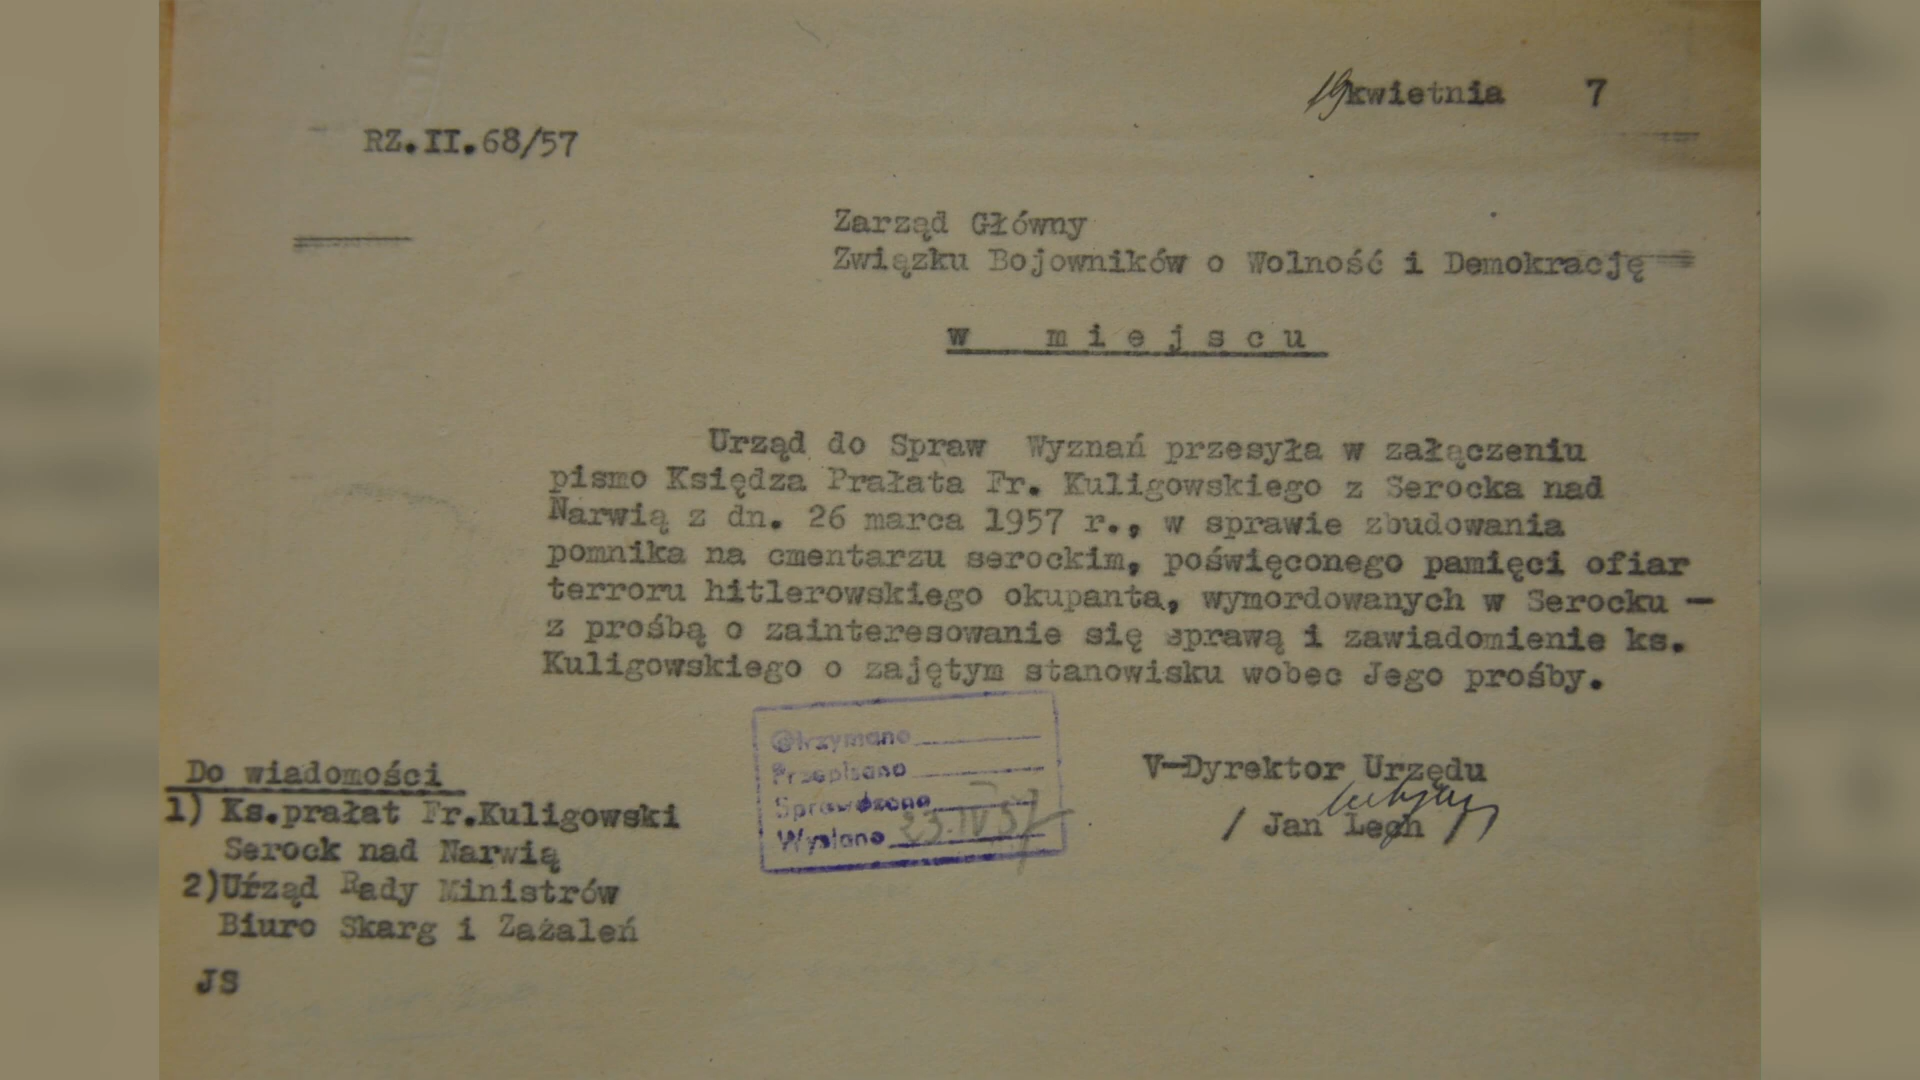 19 kwietnia 7
RZ.II.68/57
Zarząd Główny
Związku Bojowników o Wolność i Demokrację
w miejscu
Urząd do Spraw Wyznań przesyła w załączeniu
pismo Księdza Prałata Fr. Kuligowskiego z Serocka nad
Narwią z dn. 26 marca 1957 r., w sprawie zbudowania
pomnika na cmentarzu serockim, poświęconego pamięci ofiar
terroru hitlerowskiego okupanta, wymordowanych w Serocku —
z prośbą o zainteresowanie się sprawą i zawiadomienie ks.
Kuligowskiego o zajętym stanowisku wobec Jego prośby.
Otrzymano
Przepisano
Sprawdzono
Wysłano 23.IV 57
V-Dyrektor Urzędu
/ Jan Lech /
Do wiadomości
1) Ks.prałat Fr.Kuligowski
Serock nad Narwią
2)Urząd Rady Ministrów
Biuro Skarg i Zażaleń
JS